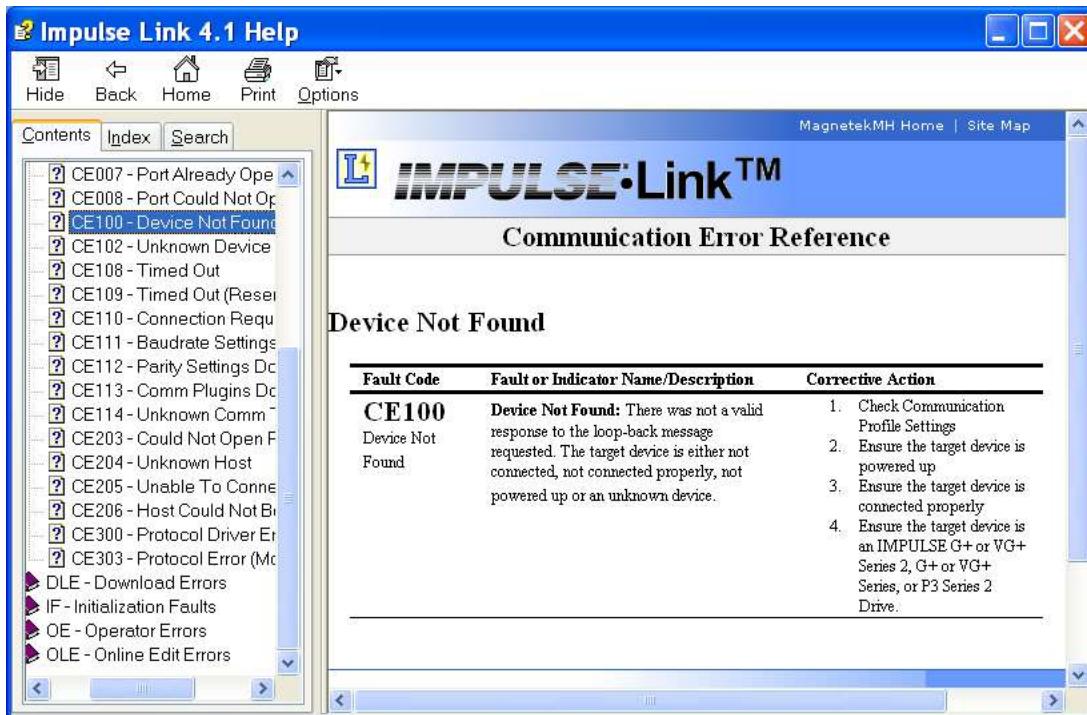 Impulse Link 4.1 Help
Hide Back Home Print Options
Contents Index Search
CE007 - Port Already Ope
CE008 - Port Could Not Op
CE100 - Device Not Found
CE102 - Unknown Device
CE108 - Timed Out
CE109 - Timed Out (Reser
CE110 - Connection Requ
CE111 - Baudrate Settings
CE112 - Parity Settings Do
CE113 - Comm Plugins Do
CE114 - Unknown Comm T
CE203 - Could Not Open F
CE204 - Unknown Host
CE205 - Unable To Conne
CE206 - Host Could Not Bi
CE300 - Protocol Driver Er
CE303 - Protocol Error (Mo
DLE - Download Errors
IF - Initialization Faults
OE - Operator Errors
OLE - Online Edit Errors
MagnetekMH Home | Site Map
IMPULSE•Link™
Communication Error Reference
Device Not Found
Fault Code Fault or Indicator Name/Description Corrective Action
CE100
Device Not
Found
Device Not Found: There was not a valid
response to the loop-back message
requested. The target device is either not
connected, not connected properly, not
powered up or an unknown device.
1. Check Communication
Profile Settings
2. Ensure the target device is
powered up
3. Ensure the target device is
connected properly
4. Ensure the target device is
an IMPULSE G+ or VG+
Series 2, G+ or VG+
Series, or P3 Series 2
Drive.